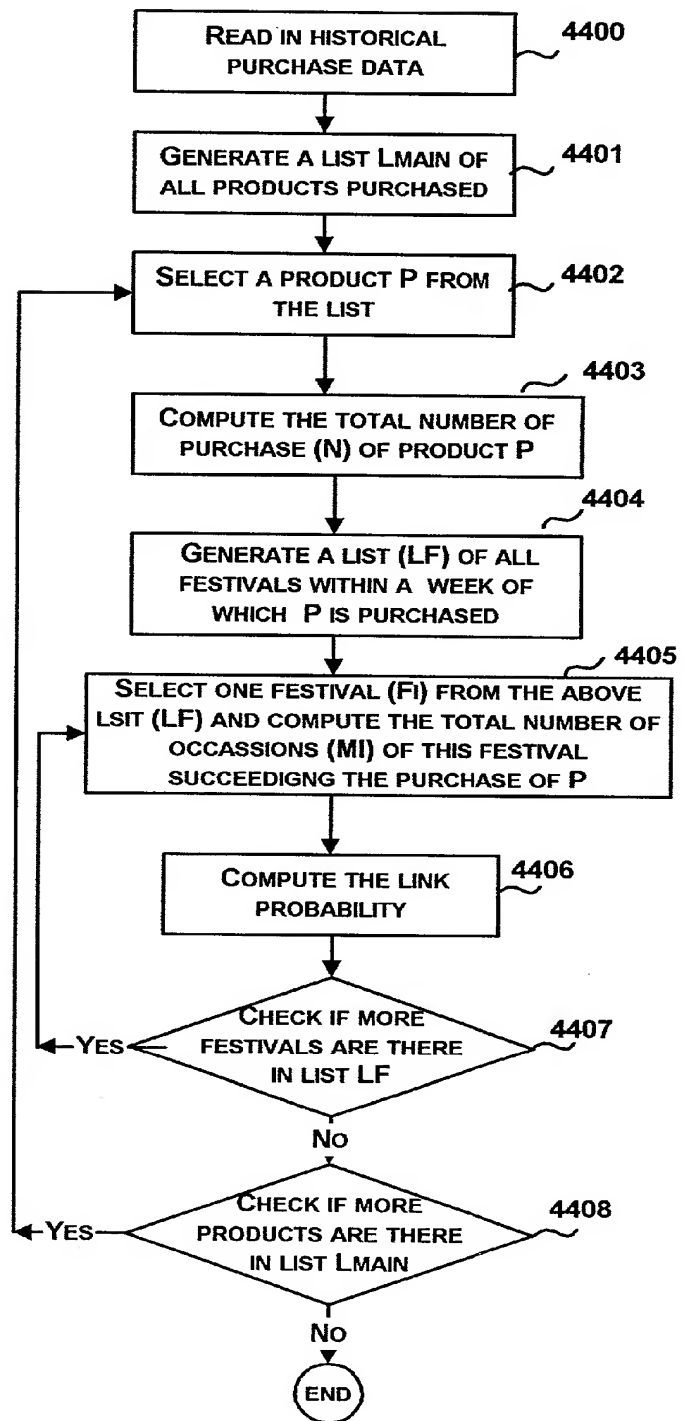 READ IN HISTORICAL
PURCHASE DATA
4400
GENERATE A LIST LMAIN OF
ALL PRODUCTS PURCHASED
4401
SELECT A PRODUCT P FROM
THE LIST
4402
4403
COMPUTE THE TOTAL NUMBER OF
PURCHASE (N) OF PRODUCT P
4404
GENERATE A LIST (LF) OF ALL
FESTIVALS WITHIN A WEEK OF
WHICH P IS PURCHASED
4405
SELECT ONE FESTIVAL (FI) FROM THE ABOVE
LSIT (LF) AND COMPUTE THE TOTAL NUMBER OF
OCCASSIONS (MI) OF THIS FESTIVAL
SUCCEEDIGNG THE PURCHASE OF P
COMPUTE THE LINK
PROBABILITY
4406
CHECK IF MORE
FESTIVALS ARE THERE
IN LIST LF
4407
YES
NO
CHECK IF MORE
PRODUCTS ARE THERE
IN LIST LMAIN
4408
YES
NO
END